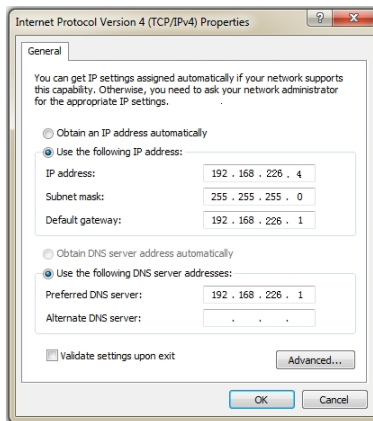 Internet Protocol Version 4 (TCP/IPv4) Properties
General
You can get IP settings assigned automatically if your network supports
this capability. Otherwise, you need to ask your network administrator
for the appropriate IP settings.
Obtain an IP address automatically
Use the following IP address:
IP address: 192 . 168 . 226 . 4
Subnet mask: 255 . 255 . 255 . 0
Default gateway: 192 . 168 . 226 . 1
Obtain DNS server address automatically
Use the following DNS server addresses:
Preferred DNS server: 192 . 168 . 226 . 1
Alternate DNS server: . . .
Validate settings upon exit
Advanced...
OK Cancel